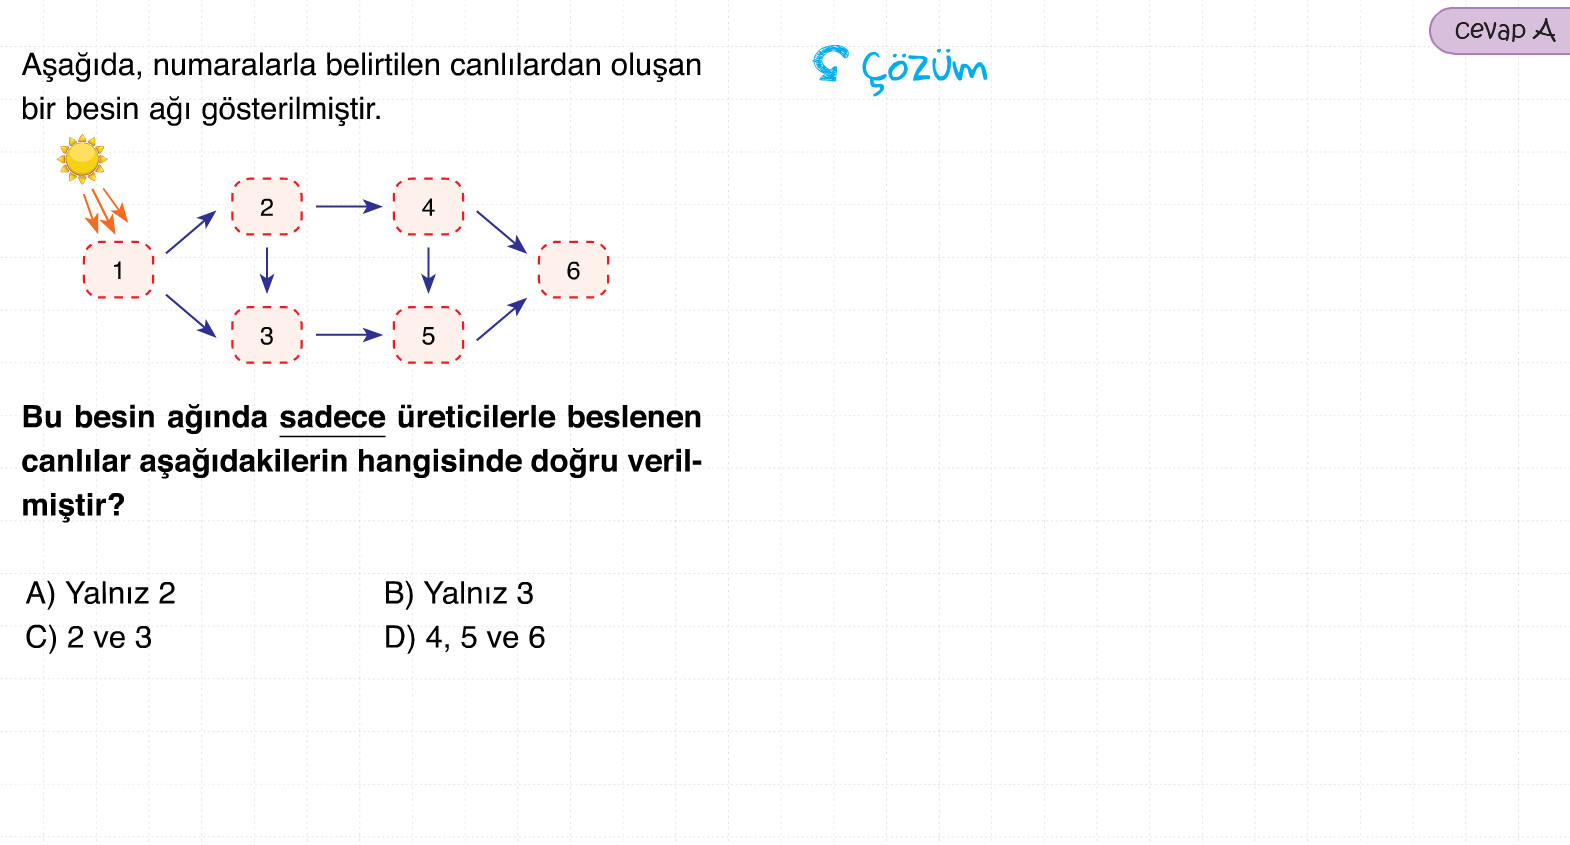 Cevap A
Aşağıda, numaralarla belirtilen canlılardan oluşan
bir besin ağı gösterilmiştir.
Çözüm
2
4
1
6
3
5
Bu besin ağında sadece üreticilerle beslenen
canlılar aşağıdakilerin hangisinde doğru veril-
miştir?
A) Yalnız 2
B) Yalnız 3
C) 2 ve 3
D) 4, 5 ve 6